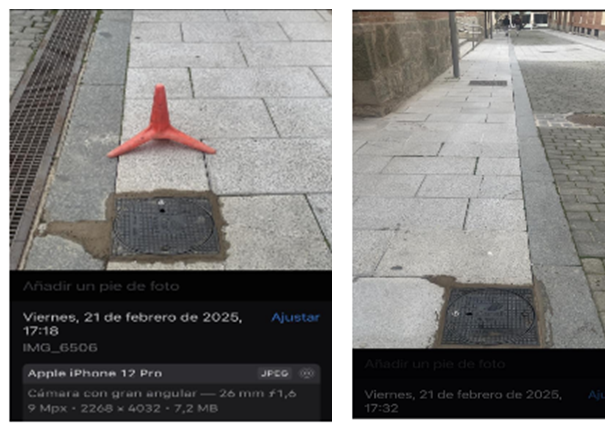 Añadir un pie de foto
Viernes, 21 de febrero de 2025,
Ajustar
17:18
IMG_6506
Apple iPhone 12 Pro
JPEG
Cámara con gran angular — 26 mm ƒ1,6
9 Mpx • 2268 × 4032 • 7,2 MB
Añadir un pie de foto
Viernes, 21 de febrero de 2025,
Aju
17:32